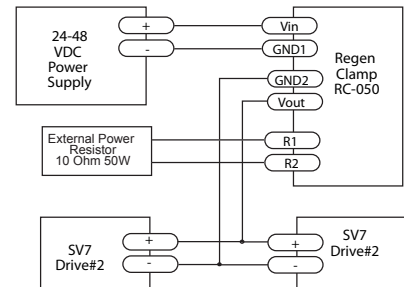 24-48
VDC
Power
Supply
+
-
Vin
GND1
GND2
Vout
R1
R2
Regen
Clamp
RC-050
External Power
Resistor
10 Ohm 50W
SV7
Drive#2
+
-
+
-
SV7
Drive#2